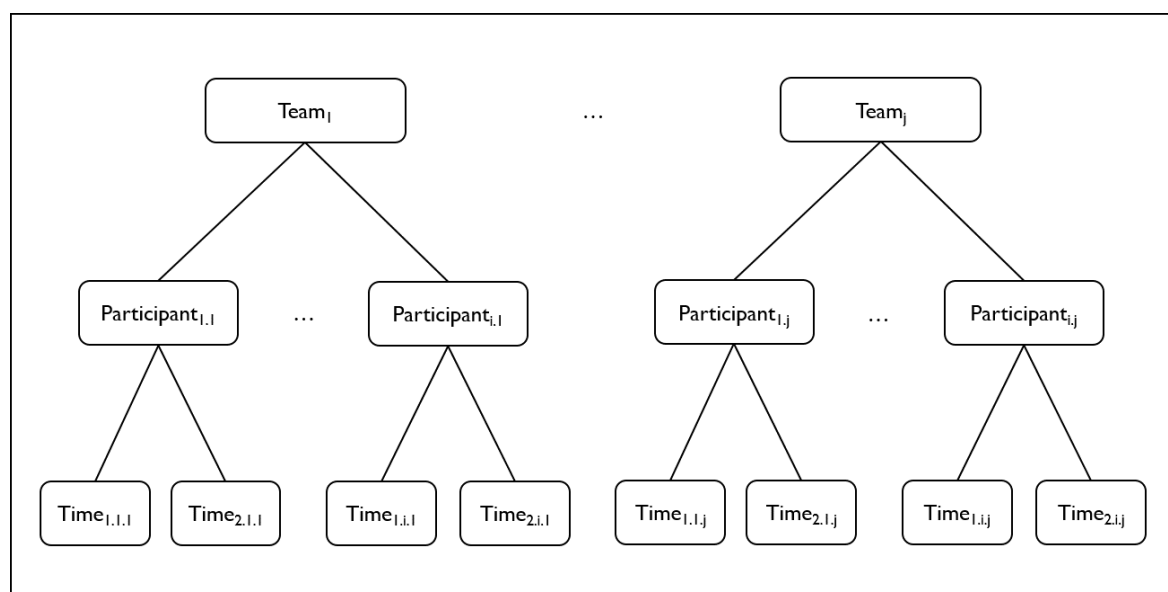 Team₁ … Teamⱼ
Participant₁.₁ … Participantᵢ.₁ Participant₁.ⱼ … Participantᵢ.ⱼ
Time₁.₁.₁ Time₂.₁.₁ Time₁.ᵢ.₁ Time₂.ᵢ.₁ Time₁.₁.ⱼ Time₂.₁.ⱼ Time₁.ᵢ.ⱼ Time₂.ᵢ.ⱼ